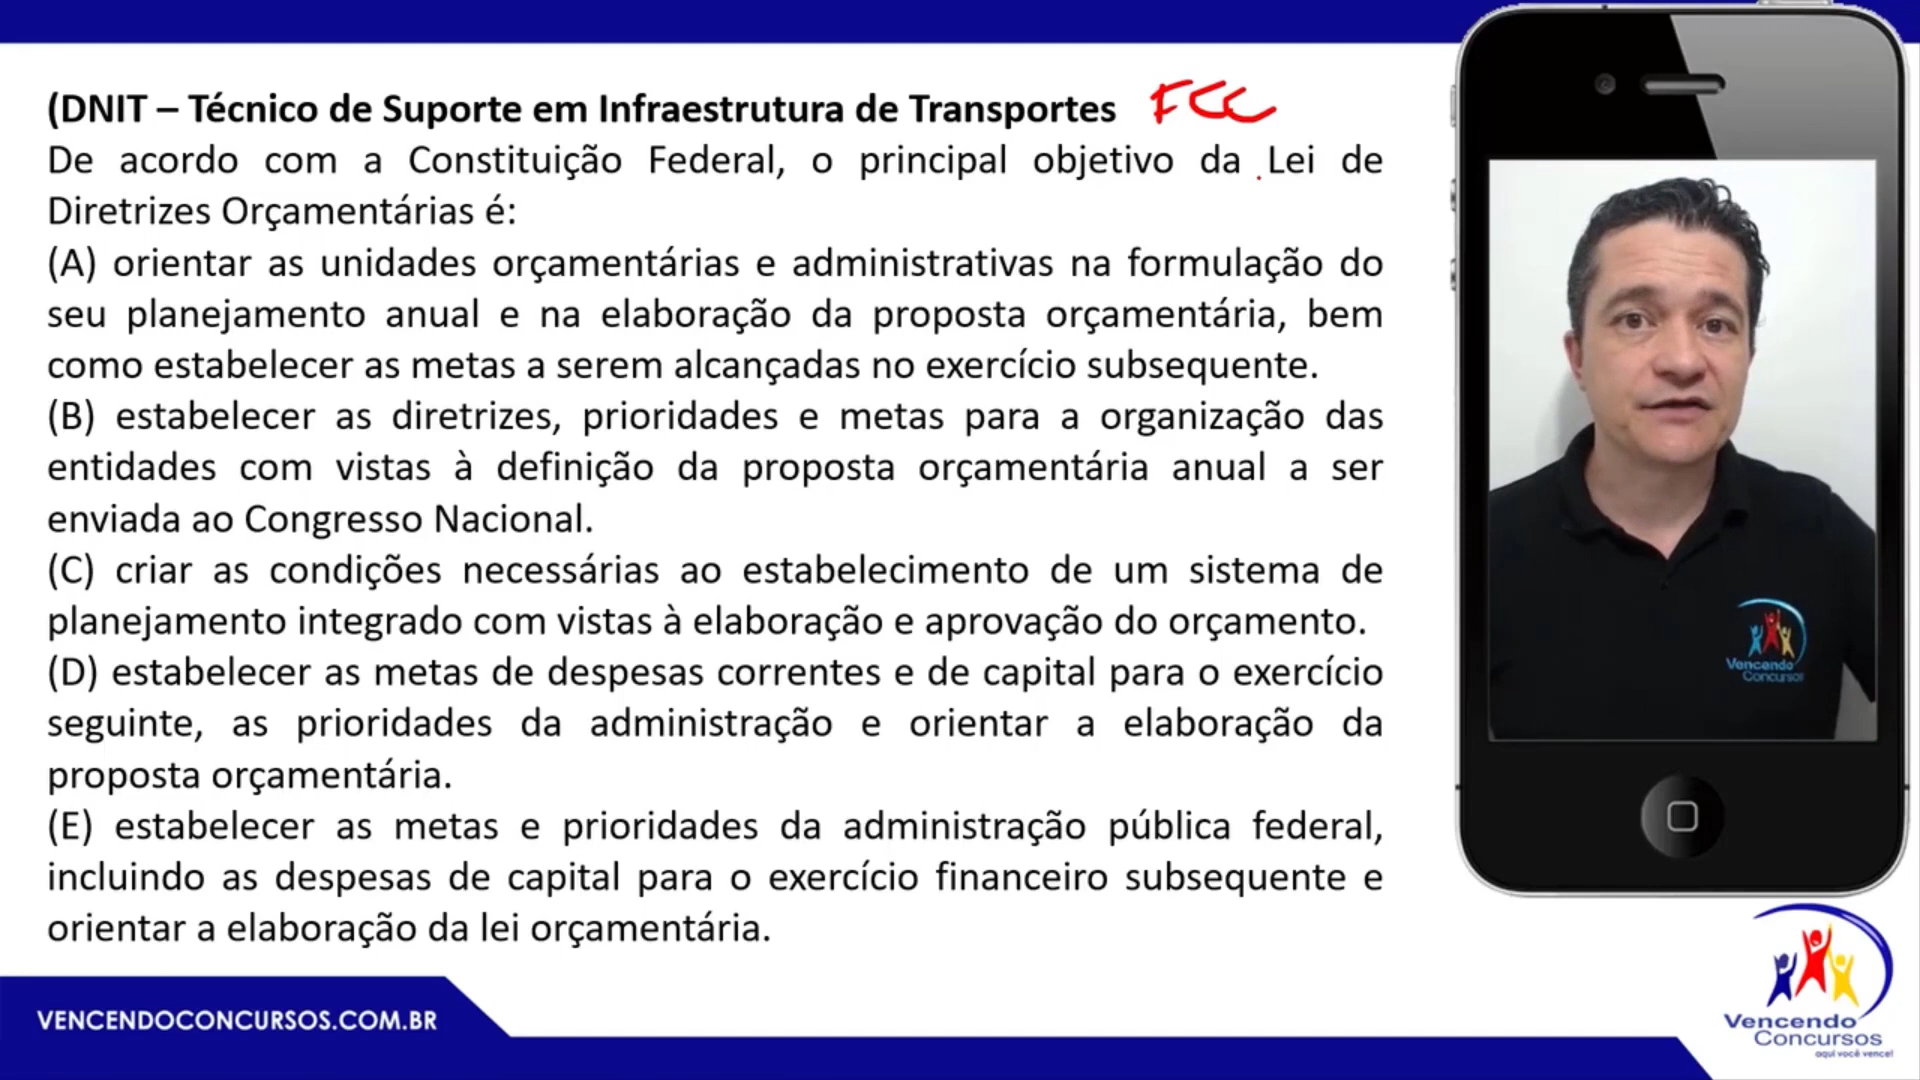 (DNIT – Técnico de Suporte em Infraestrutura de Transportes FCC
De acordo com a Constituição Federal, o principal objetivo da Lei de
Diretrizes Orçamentárias é:
(A) orientar as unidades orçamentárias e administrativas na formulação do
seu planejamento anual e na elaboração da proposta orçamentária, bem
como estabelecer as metas a serem alcançadas no exercício subsequente.
(B) estabelecer as diretrizes, prioridades e metas para a organização das
entidades com vistas à definição da proposta orçamentária anual a ser
enviada ao Congresso Nacional.
(C) criar as condições necessárias ao estabelecimento de um sistema de
planejamento integrado com vistas à elaboração e aprovação do orçamento.
(D) estabelecer as metas de despesas correntes e de capital para o exercício
seguinte, as prioridades da administração e orientar a elaboração da
proposta orçamentária.
(E) estabelecer as metas e prioridades da administração pública federal,
incluindo as despesas de capital para o exercício financeiro subsequente e
orientar a elaboração da lei orçamentária.
Vencendo
Concursos
VENCENDOCONCURSOS.COM.BR
Vencendo
Concursos
aqui você vence!